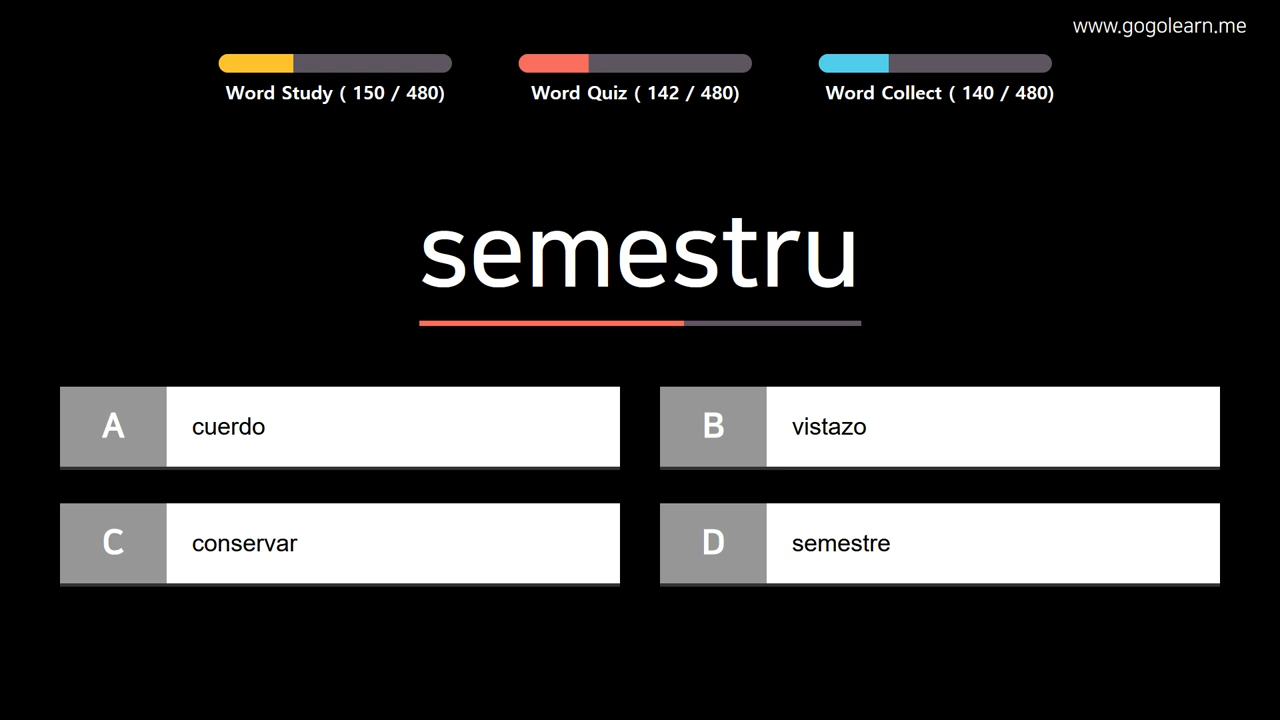 www.gogolearn.me
Word Study ( 150 / 480)
Word Quiz ( 142 / 480)
Word Collect ( 140 / 480)
semestru
A cuerdo
B vistazo
C conservar
D semestre